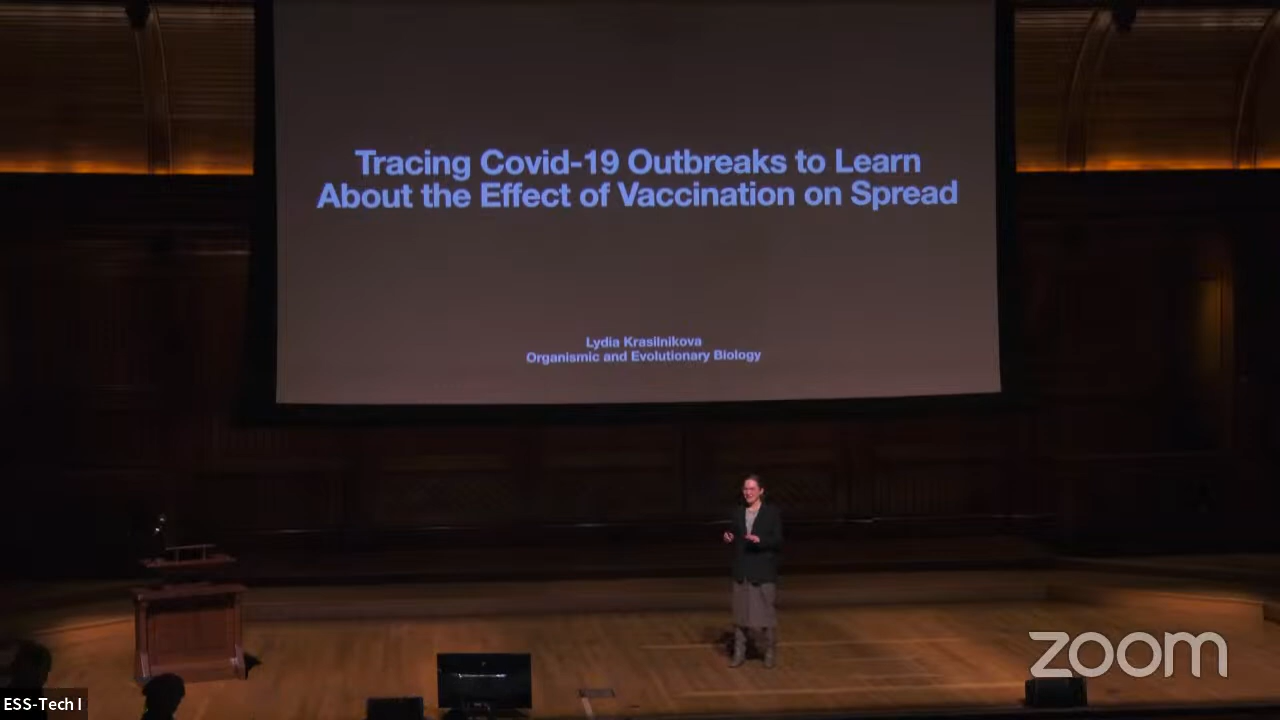 Tracing Covid-19 Outbreaks to Learn
About the Effect of Vaccination on Spread
Lydia Krasilnikova
Organismic and Evolutionary Biology
zoom
ESS-Tech I